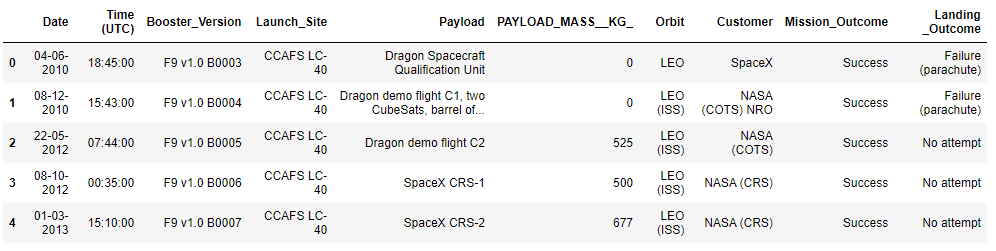 Date Time (UTC) Booster_Version Launch_Site Payload PAYLOAD_MASS__KG_ Orbit Customer Mission_Outcome Landing _Outcome
0 04-06-2010 18:45:00 F9 v1.0 B0003 CCAFS LC-40 Dragon Spacecraft Qualification Unit 0 LEO SpaceX Success Failure (parachute)
1 08-12-2010 15:43:00 F9 v1.0 B0004 CCAFS LC-40 Dragon demo flight C1, two CubeSats, barrel of... 0 LEO (ISS) NASA (COTS) NRO Success Failure (parachute)
2 22-05-2012 07:44:00 F9 v1.0 B0005 CCAFS LC-40 Dragon demo flight C2 525 LEO (ISS) NASA (COTS) Success No attempt
3 08-10-2012 00:35:00 F9 v1.0 B0006 CCAFS LC-40 SpaceX CRS-1 500 LEO (ISS) NASA (CRS) Success No attempt
4 01-03-2013 15:10:00 F9 v1.0 B0007 CCAFS LC-40 SpaceX CRS-2 677 LEO (ISS) NASA (CRS) Success No attempt